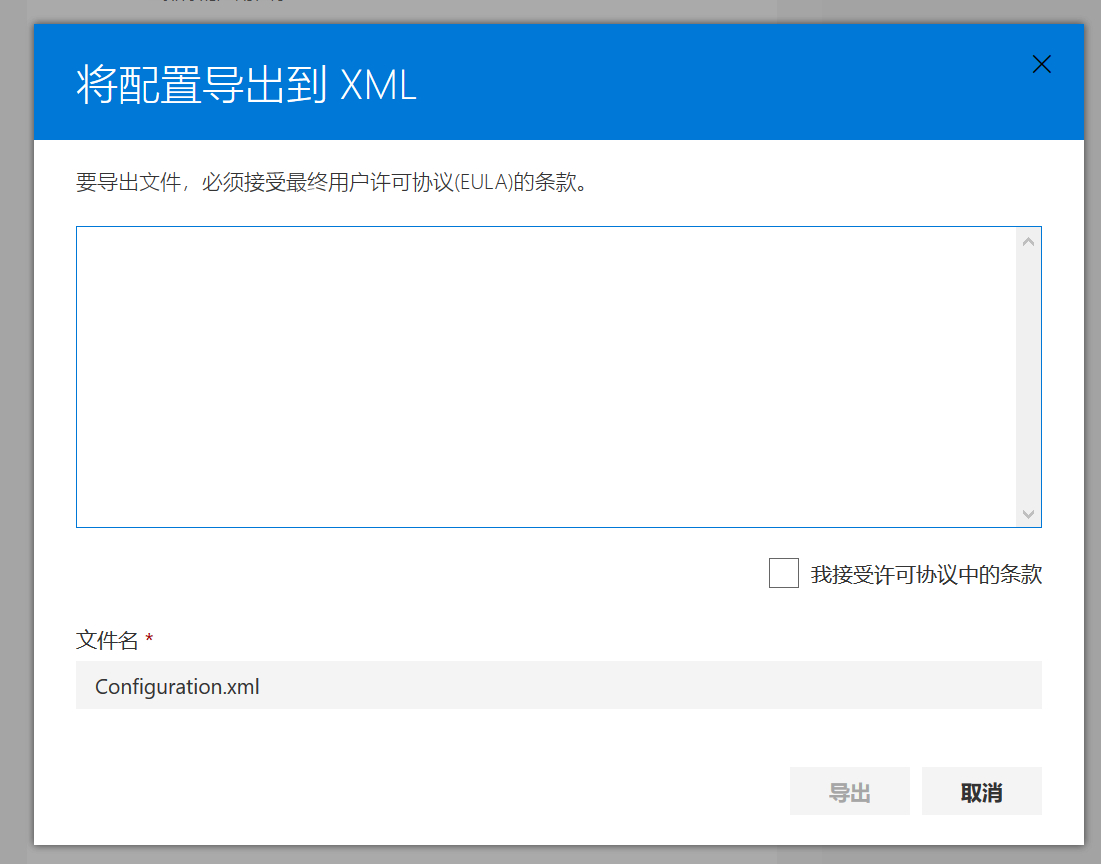 将配置导出到 XML
要导出文件，必须接受最终用户许可协议(EULA)的条款。
我接受许可协议中的条款
文件名 *
Configuration.xml
导出
取消